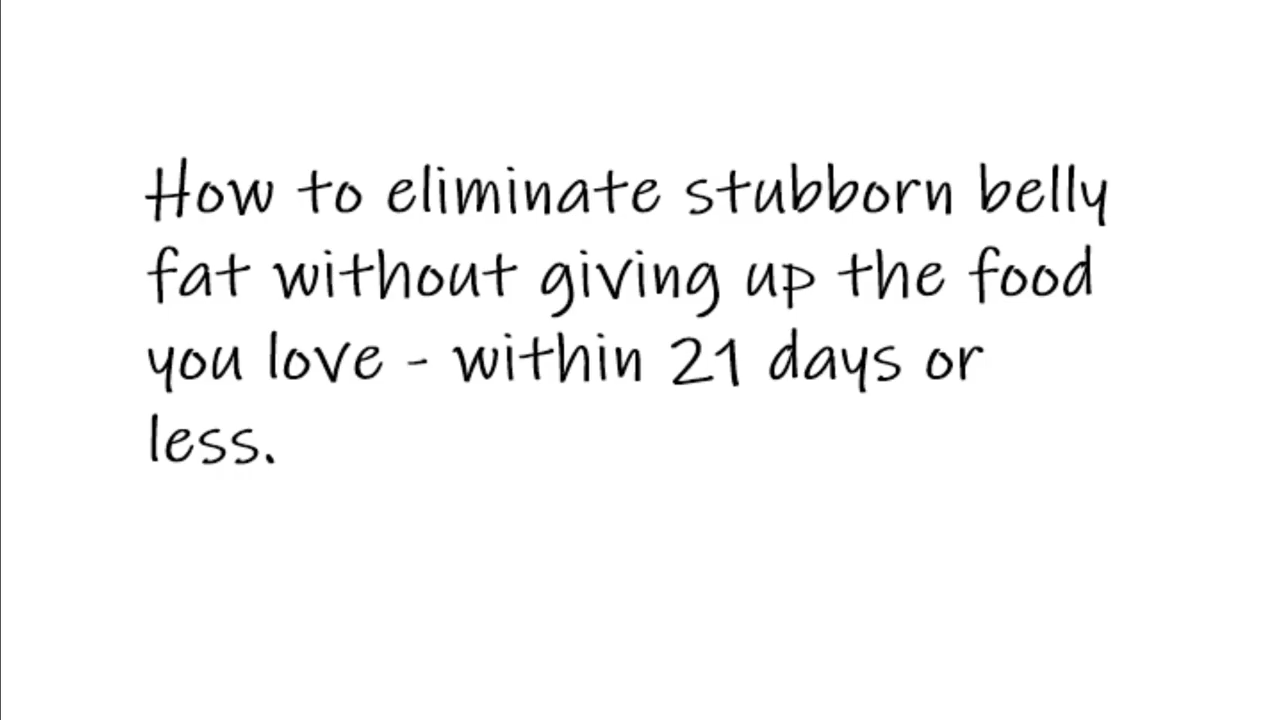 How to eliminate stubborn belly
fat without giving up the food
you love - within 21 days or
less.